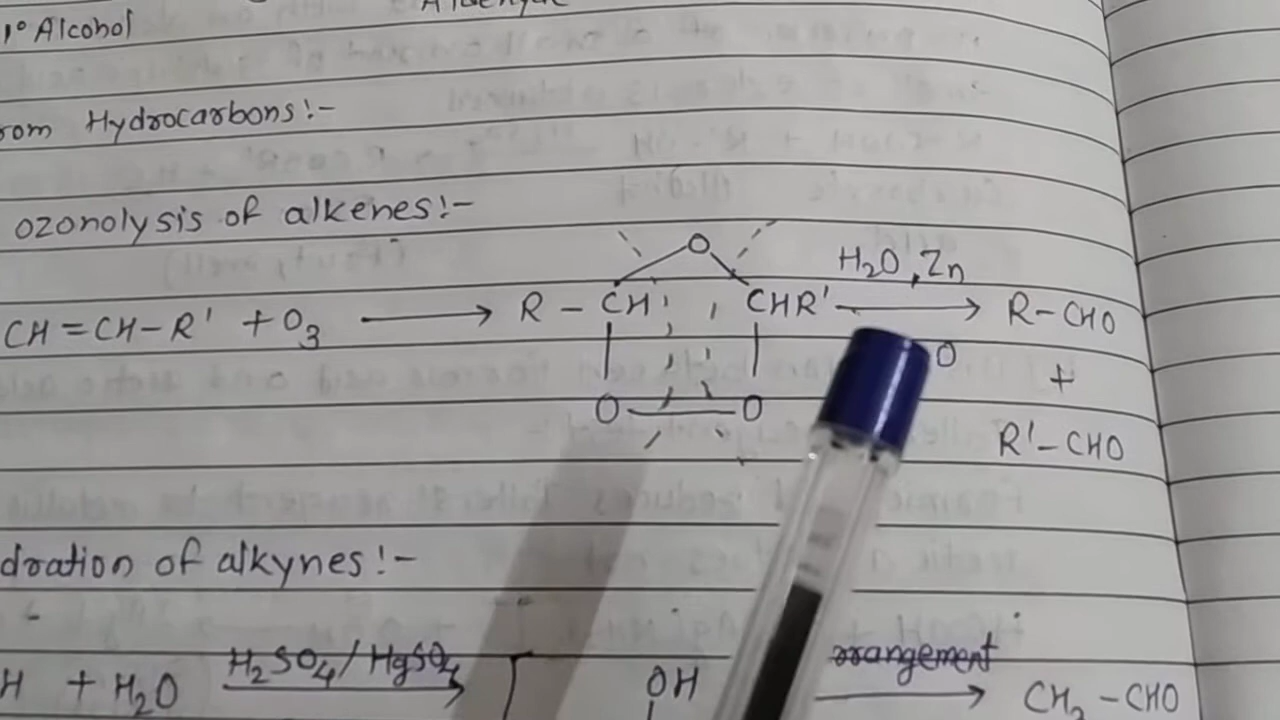 1° Alcohol
rom Hydrocarbons:-
ozonolysis of alkenes:-
O
H₂O, Zn
CH=CH-R' + O₃ ⟶ R - CH CHR' ⟶ R-CHO
O
+
O — O
R'-CHO
dration of alkynes:-
H + H₂O H₂SO₄/HgSO₄ ⟶ OH arrangement ⟶ CH₃-CHO